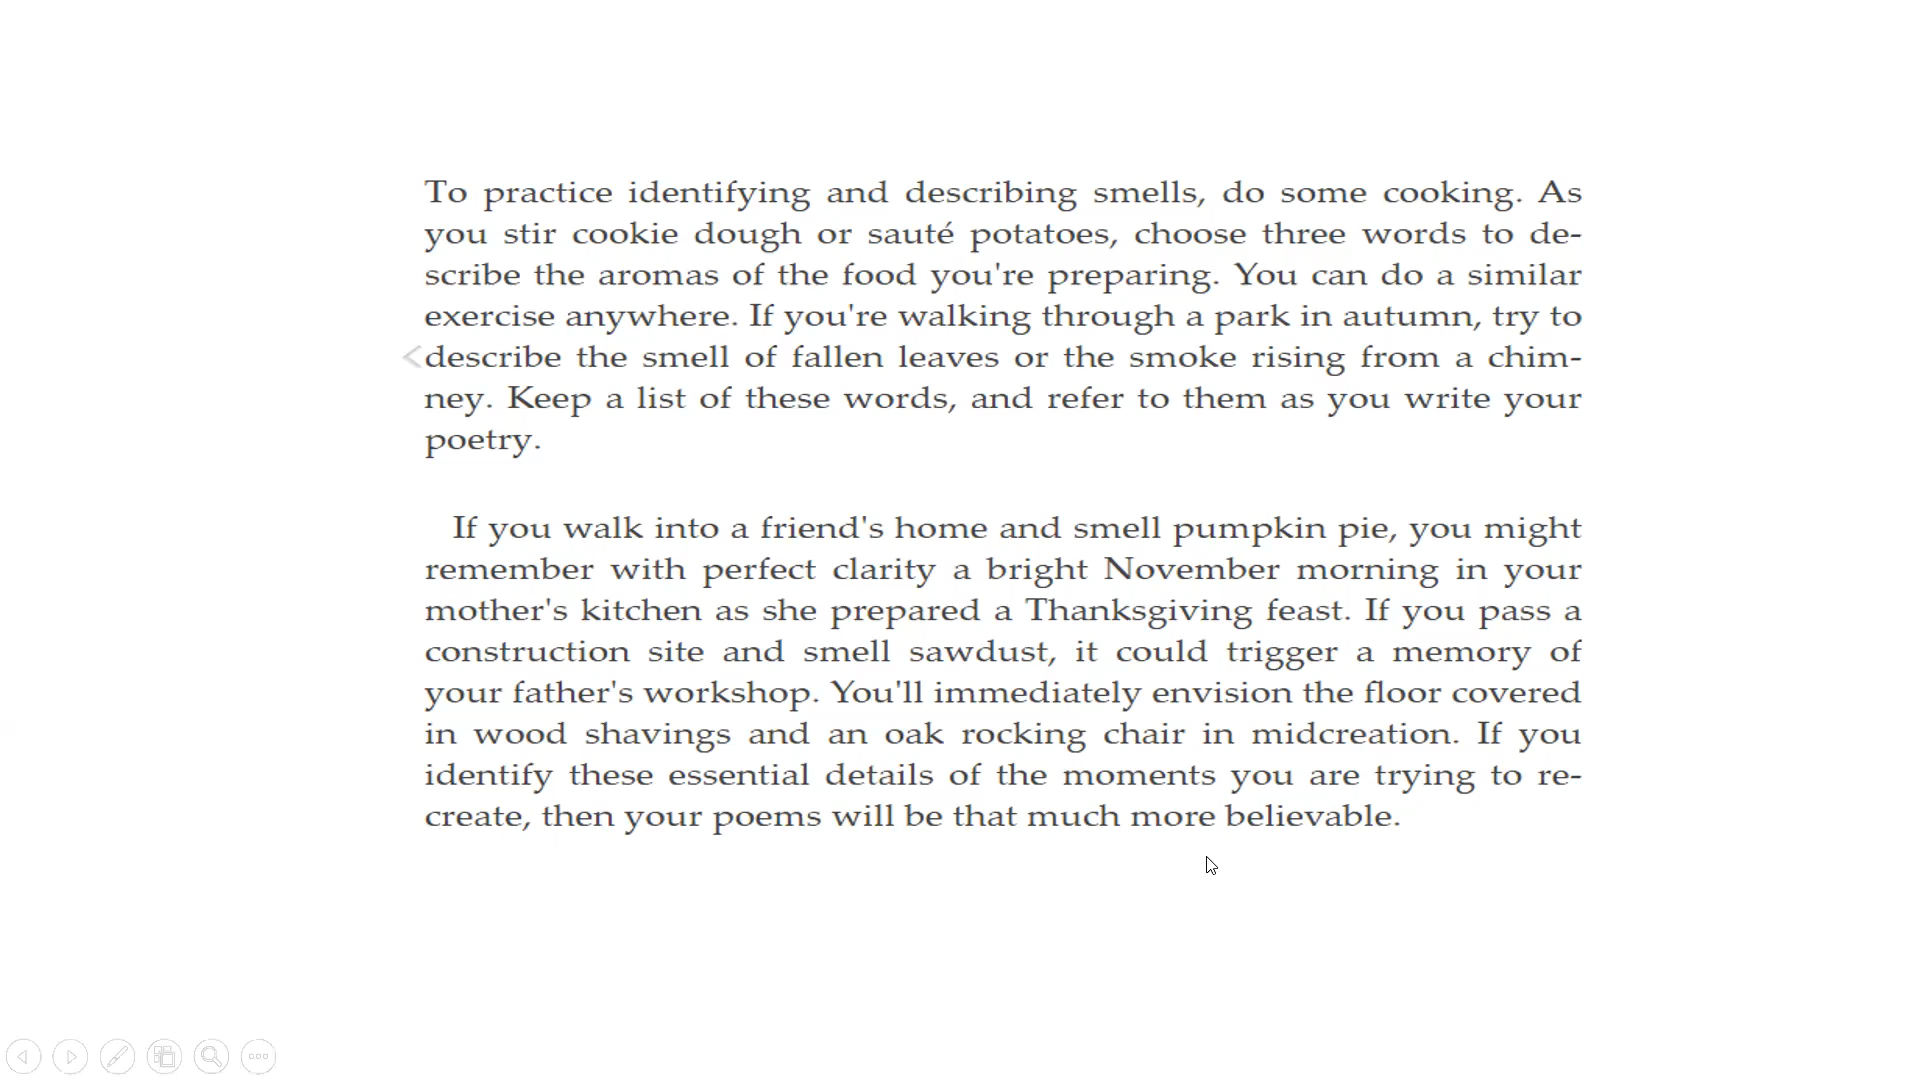 To practice identifying and describing smells, do some cooking. As
you stir cookie dough or sauté potatoes, choose three words to de-
scribe the aromas of the food you're preparing. You can do a similar
exercise anywhere. If you're walking through a park in autumn, try to
describe the smell of fallen leaves or the smoke rising from a chim-
ney. Keep a list of these words, and refer to them as you write your
poetry.
If you walk into a friend's home and smell pumpkin pie, you might
remember with perfect clarity a bright November morning in your
mother's kitchen as she prepared a Thanksgiving feast. If you pass a
construction site and smell sawdust, it could trigger a memory of
your father's workshop. You'll immediately envision the floor covered
in wood shavings and an oak rocking chair in midcreation. If you
identify these essential details of the moments you are trying to re-
create, then your poems will be that much more believable.